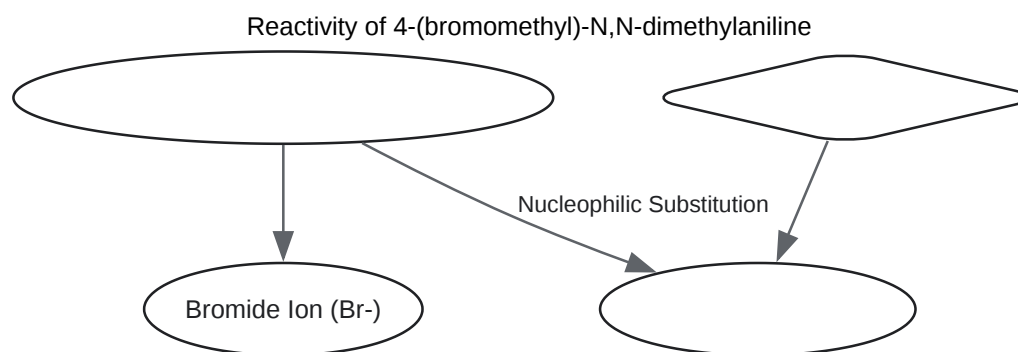 Reactivity of 4-(bromomethyl)-N,N-dimethylaniline
Nucleophilic Substitution
Bromide Ion (Br-)